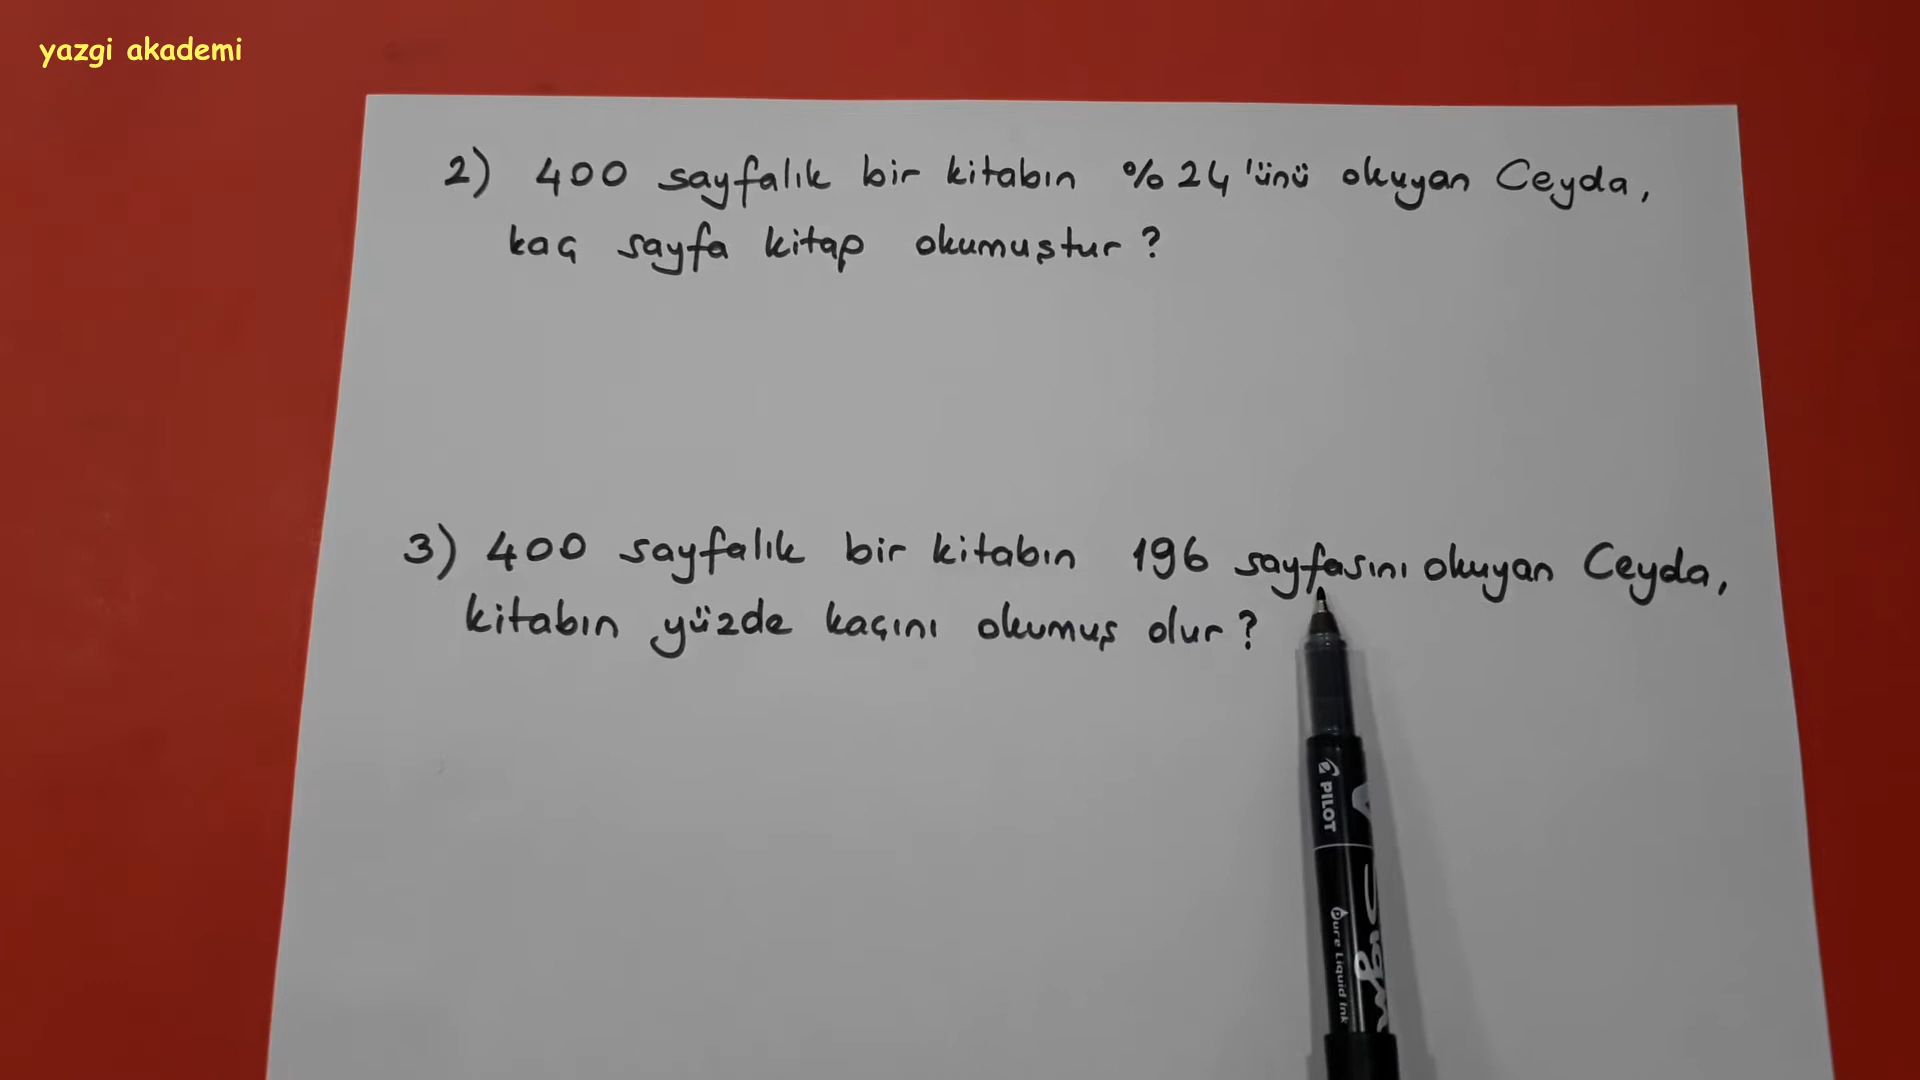 yazgi akademi
2) 400 sayfalık bir kitabın %24'ünü okuyan Ceyda,
kaç sayfa kitap okumuştur?
3) 400 sayfalık bir kitabın 196 sayfasını okuyan Ceyda,
kitabın yüzde kaçını okumuş olur?
PILOT
V Sign
Pure Liquid Ink